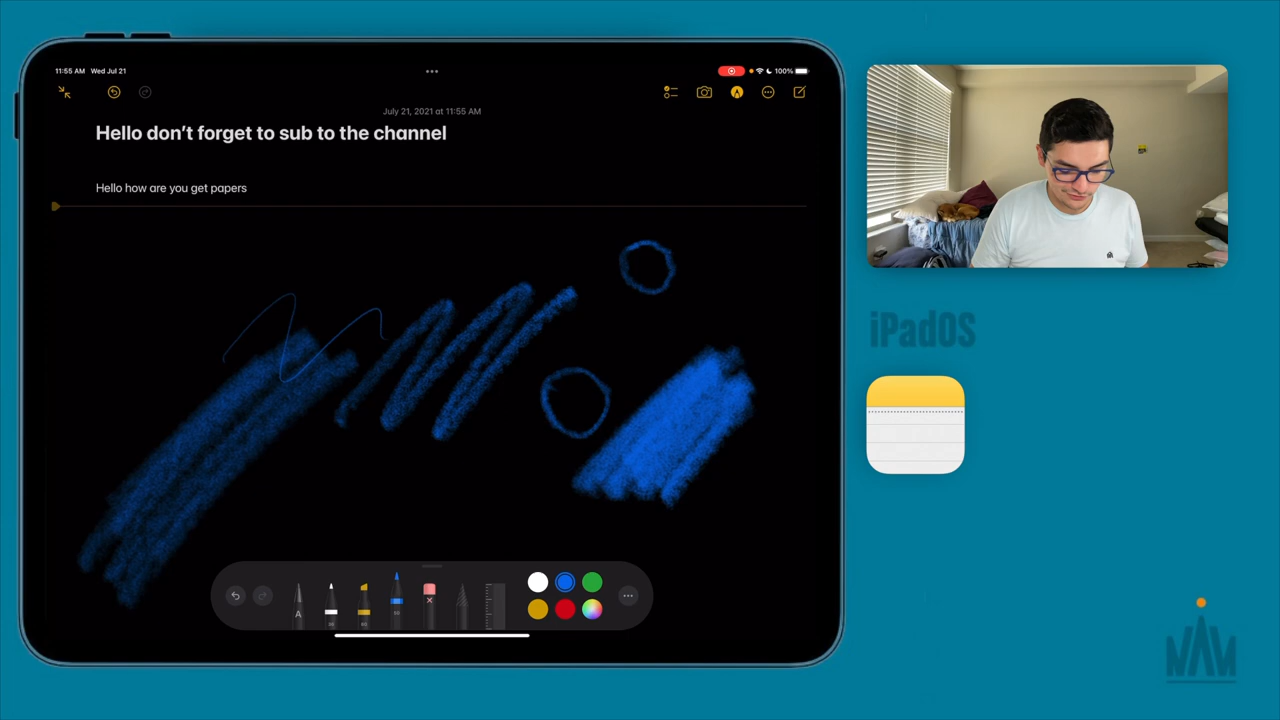 11:55 AM Wed Jul 21
100%
July 21, 2021 at 11:55 AM
Hello don’t forget to sub to the channel
Hello how are you get papers
iPadOS
A
NAM